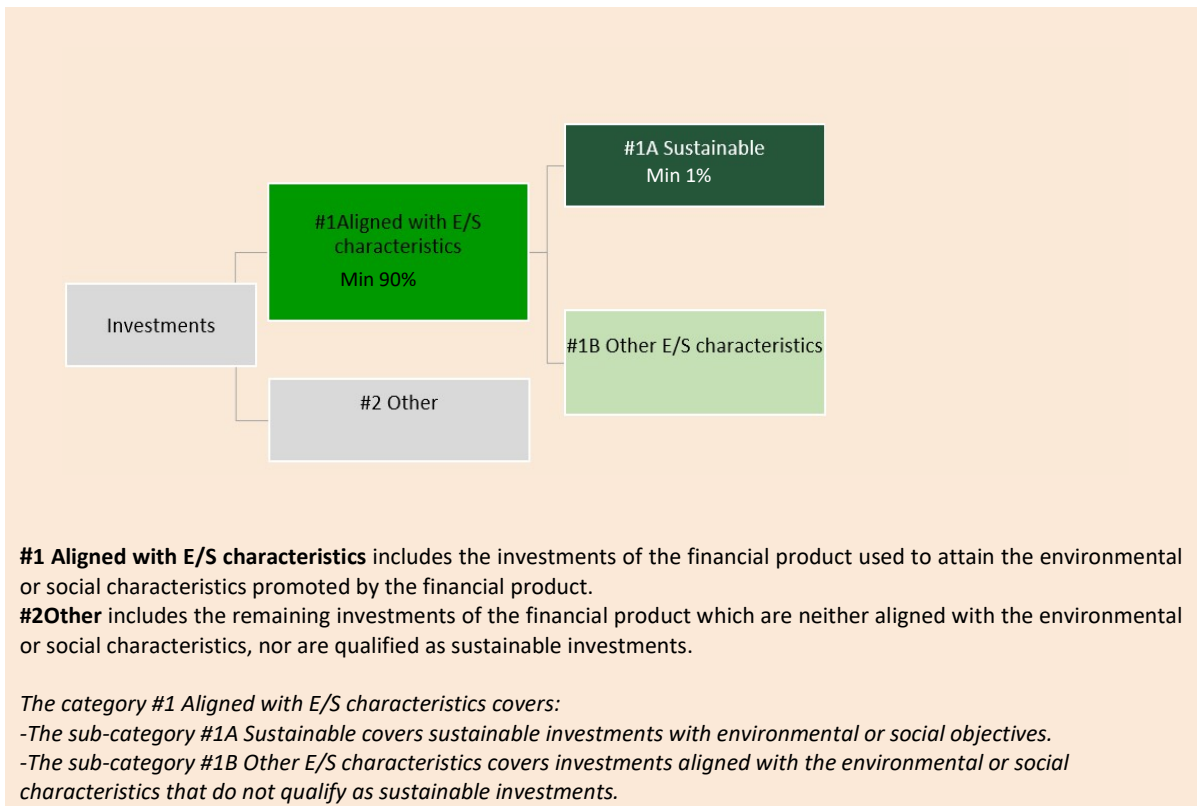 #1A Sustainable
Min 1%
#1Aligned with E/S
characteristics
Min 90%
Investments
#1B Other E/S characteristics
#2 Other
#1 Aligned with E/S characteristics includes the investments of the financial product used to attain the environmental
or social characteristics promoted by the financial product.
#2Other includes the remaining investments of the financial product which are neither aligned with the environmental
or social characteristics, nor are qualified as sustainable investments.
The category #1 Aligned with E/S characteristics covers:
-The sub-category #1A Sustainable covers sustainable investments with environmental or social objectives.
-The sub-category #1B Other E/S characteristics covers investments aligned with the environmental or social
characteristics that do not qualify as sustainable investments.